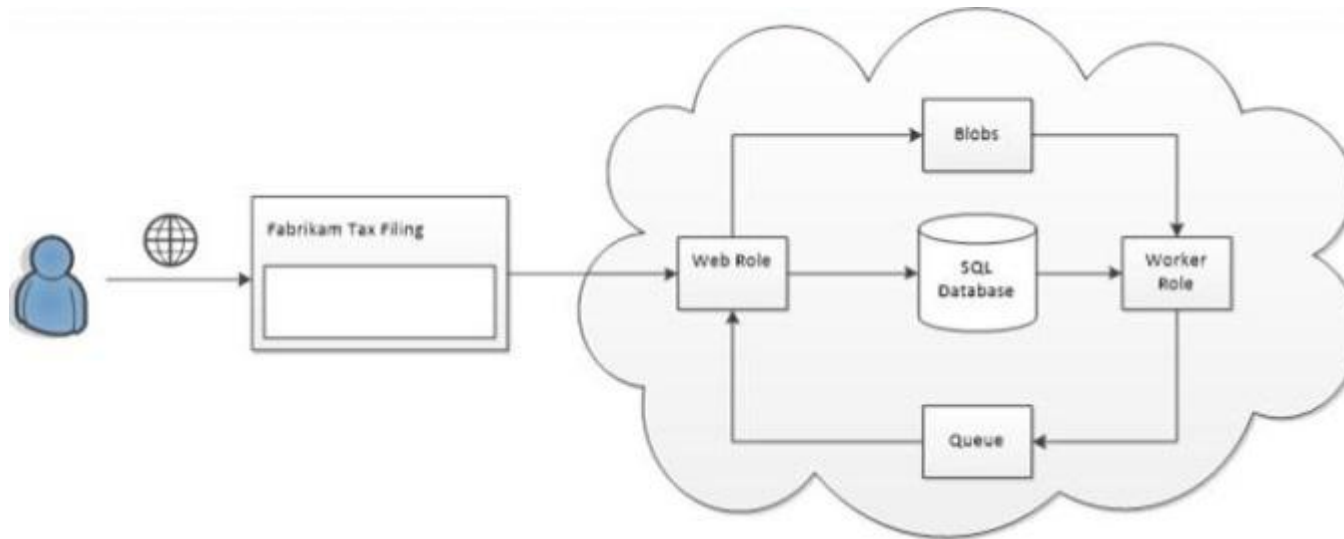 Fabrikam Tax Filing
Blobs
Web Role
SQL
Database
Worker
Role
Queue